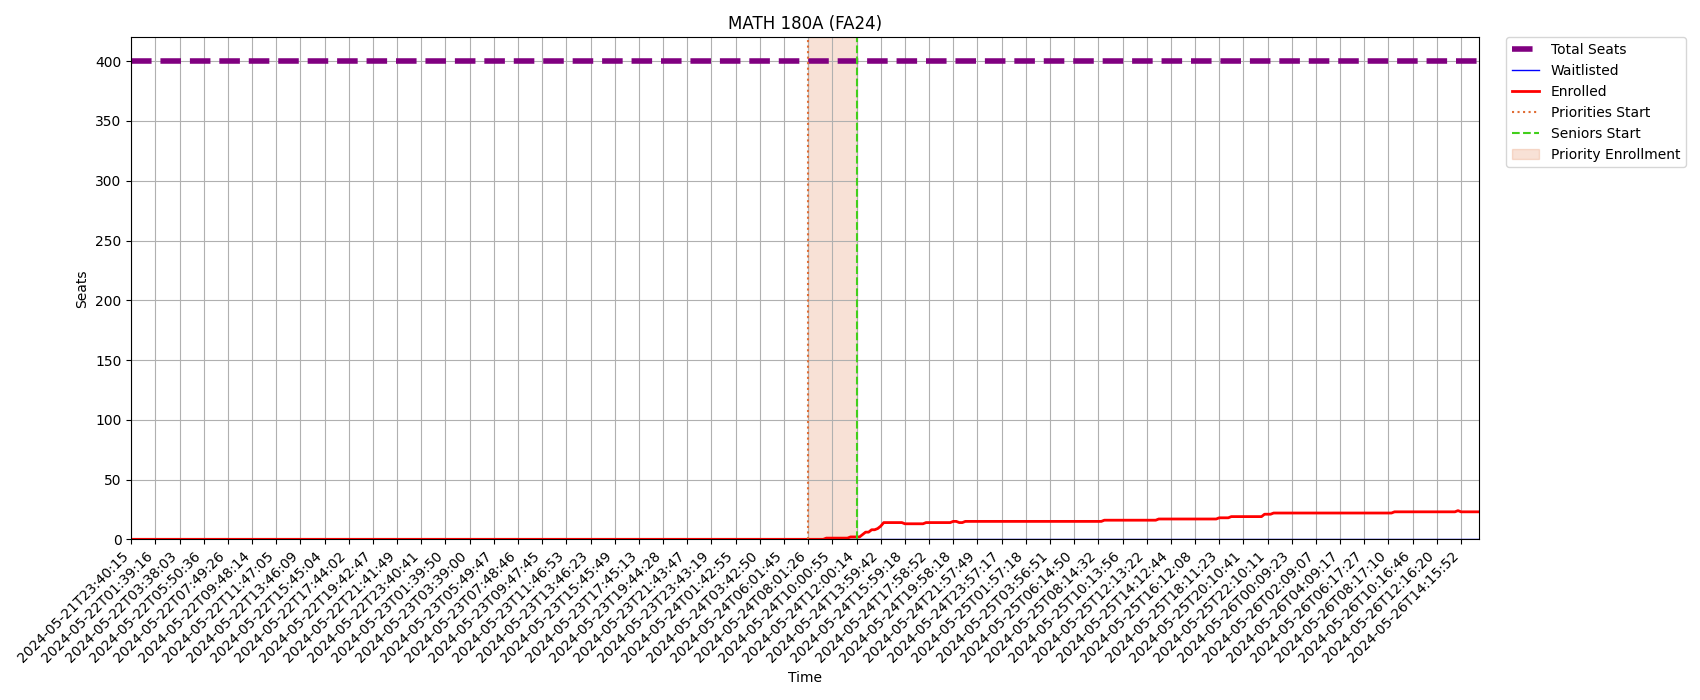 MATH 180A (FA24)
Total Seats
Waitlisted
Enrolled
Priorities Start
Seniors Start
Priority Enrollment
Seats
400
350
300
250
200
150
100
50
0
2024-05-21T23:40:15
2024-05-22T01:39:16
2024-05-22T03:38:03
2024-05-22T05:50:36
2024-05-22T07:49:26
2024-05-22T09:48:14
2024-05-22T11:47:05
2024-05-22T13:46:09
2024-05-22T15:45:04
2024-05-22T17:44:02
2024-05-22T19:42:47
2024-05-22T21:41:49
2024-05-22T23:40:41
2024-05-23T01:39:50
2024-05-23T03:39:00
2024-05-23T05:49:47
2024-05-23T07:48:46
2024-05-23T09:47:45
2024-05-23T11:46:53
2024-05-23T13:46:23
2024-05-23T15:45:49
2024-05-23T17:45:13
2024-05-23T19:44:28
2024-05-23T21:43:47
2024-05-23T23:43:19
2024-05-24T01:42:55
2024-05-24T03:42:50
2024-05-24T06:01:45
2024-05-24T08:01:26
2024-05-24T10:00:55
2024-05-24T12:00:14
2024-05-24T13:59:42
2024-05-24T15:59:18
2024-05-24T17:58:52
2024-05-24T19:58:18
2024-05-24T21:57:49
2024-05-24T23:57:17
2024-05-25T01:57:18
2024-05-25T03:56:51
2024-05-25T06:14:50
2024-05-25T08:14:32
2024-05-25T10:13:56
2024-05-25T12:13:22
2024-05-25T14:12:44
2024-05-25T16:12:08
2024-05-25T18:11:23
2024-05-25T20:10:41
2024-05-25T22:10:11
2024-05-26T00:09:23
2024-05-26T02:09:07
2024-05-26T04:09:17
2024-05-26T06:17:27
2024-05-26T08:17:10
2024-05-26T10:16:46
2024-05-26T12:16:20
2024-05-26T14:15:52
Time